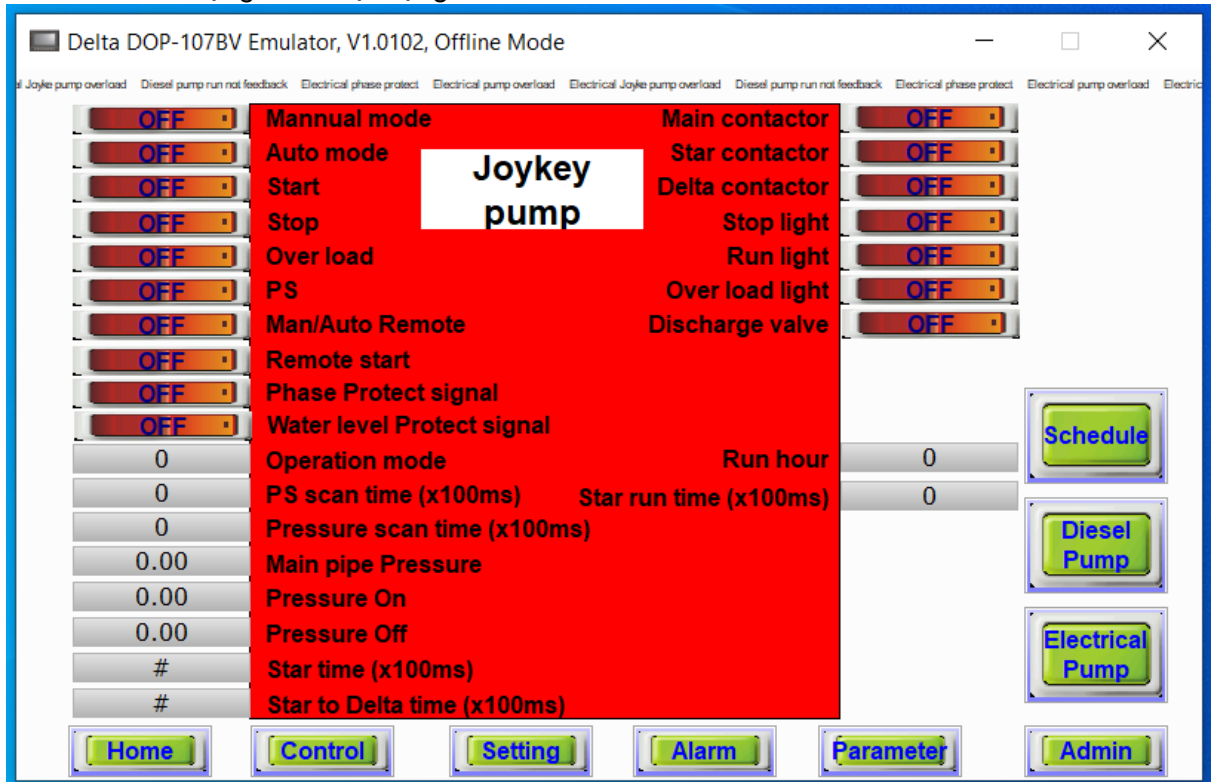 Delta DOP-107BV Emulator, V1.0102, Offline Mode
al Joyke pump overload Diesel pump run not feedback Electrical phase protect Electrical pump overload Electrical Joyke pump overload Diesel pump run not feedback Electrical phase protect Electrical pump overload Electric
OFF Mannual mode Main contactor OFF
OFF Auto mode Star contactor OFF
Joykey
pump
OFF Start Delta contactor OFF
OFF Stop Stop light OFF
OFF Over load Run light OFF
OFF PS Over load light OFF
OFF Man/Auto Remote Discharge valve OFF
OFF Remote start
OFF Phase Protect signal
OFF Water level Protect signal
Schedule
0 Operation mode Run hour 0
0 PS scan time (x100ms) Star run time (x100ms) 0
0 Pressure scan time (x100ms)
Diesel
Pump
0.00 Main pipe Pressure
0.00 Pressure On
0.00 Pressure Off
Electrical
Pump
# Star time (x100ms)
# Star to Delta time (x100ms)
Home Control Setting Alarm Parameter Admin